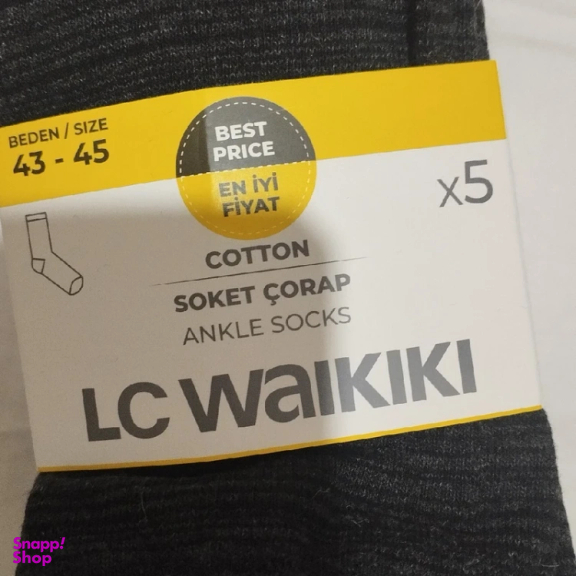 BEDEN / SIZE
43 - 45
BEST
PRICE
EN İYİ
FİYAT
x5
COTTON
SOKET ÇORAP
ANKLE SOCKS
LC WAIKIKI
Snapp!
Shop